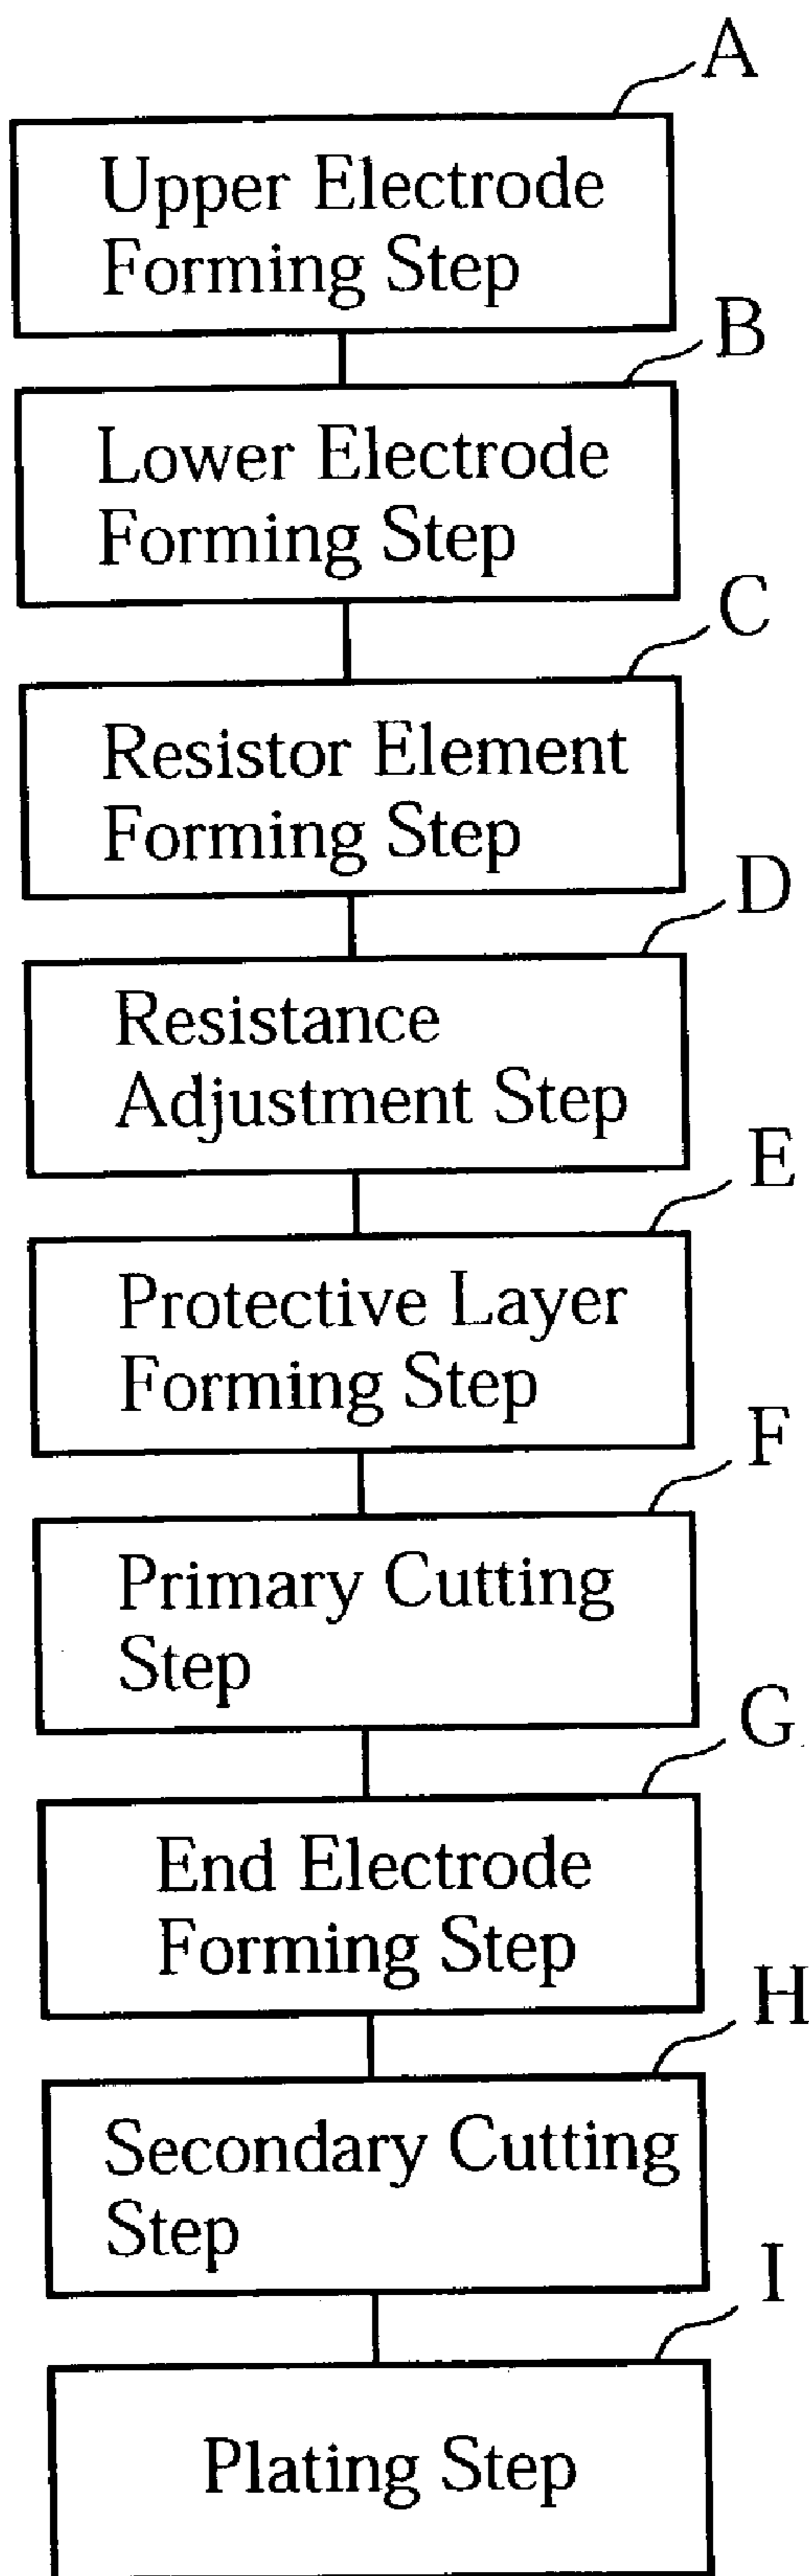 A
Upper Electrode
Forming Step
B
Lower Electrode
Forming Step
C
Resistor Element
Forming Step
D
Resistance
Adjustment Step
E
Protective Layer
Forming Step
F
Primary Cutting
Step
G
End Electrode
Forming Step
H
Secondary Cutting
Step
I
Plating Step